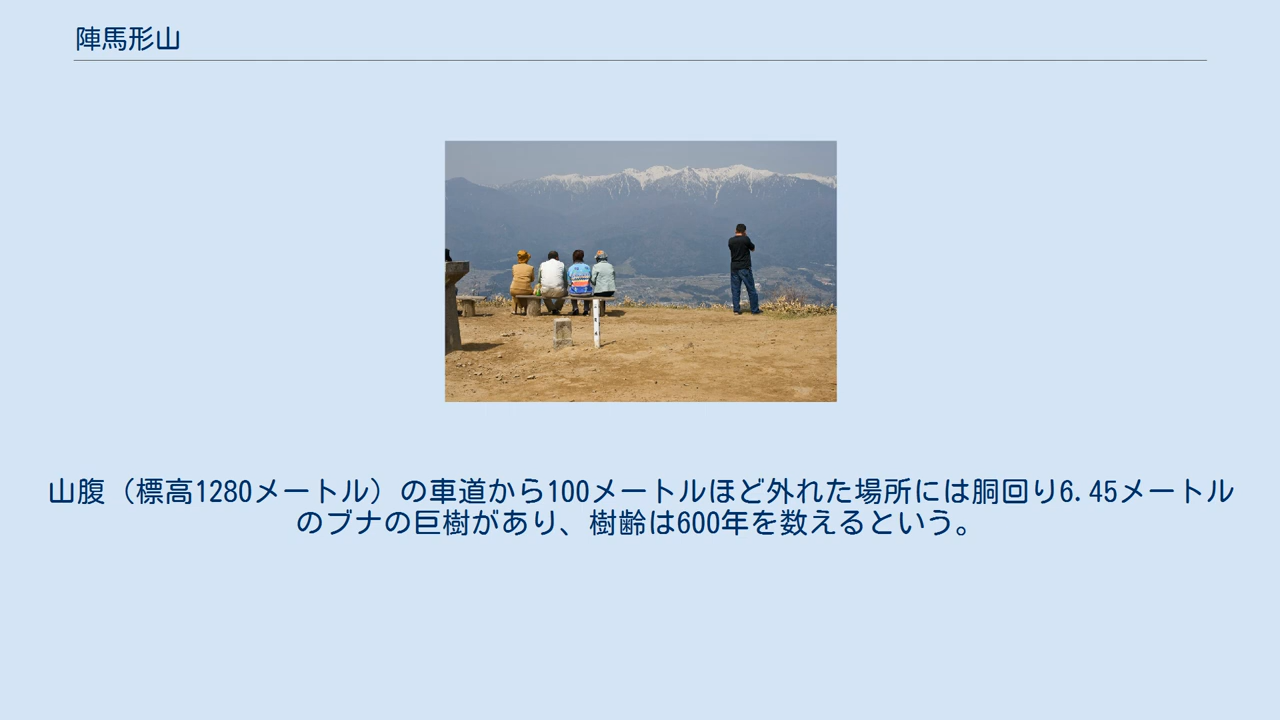 陣馬形山
山腹（標高1280メートル）の車道から100メートルほど外れた場所には胴回り6.45メートル
のブナの巨樹があり、樹齢は600年を数えるという。